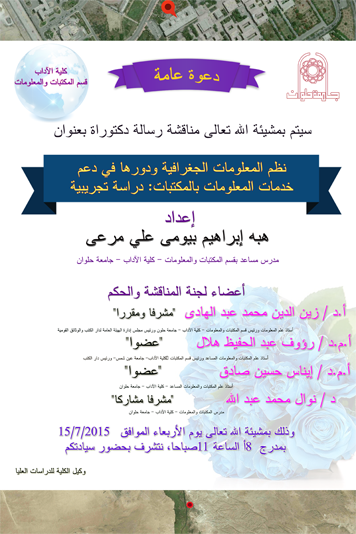 كلية الآداب
قسم المكتبات والمعلومات
دعوة عامة
جامعة حلوان
سيتم بمشيئة الله تعالى مناقشة رسالة دكتوراة بعنوان
نظم المعلومات الجغرافية ودورها في دعم
خدمات المعلومات بالمكتبات: دراسة تجريبية
إعداد
هبه إبراهيم بيومى علي مرعى
مدرس مساعد بقسم المكتبات والمعلومات - كلية الآداب - جامعة حلوان
أعضاء لجنة المناقشة والحكم
أ.د / زين الدين محمد عبد الهادى "مشرفا ومقررا"
أستاذ علم المعلومات ورئيس قسم المكتبات والمعلومات - كلية الآداب - جامعة حلوان ورئيس مجلس إدارة الهيئة العامة لدار الكتب والوثائق القومية
أ.م.د / رؤوف عبد الحفيظ هلال "عضوا"
أستاذ علم المكتبات والمعلومات المساعد ورئيس قسم المكتبات بكلية الآداب- جامعة عين شمس- ورئيس دار الكتب
أ.م.د / إيناس حسين صادق "عضوا"
أستاذ علم المكتبات والمعلومات المساعد - كلية الآداب - جامعة حلوان
د / نوال محمد عبد الله "مشرفا مشاركا"
مدرس المكتبات والمعلومات - كلية الآداب - جامعة حلوان
وذلك بمشيئة الله تعالى يوم الأربعاء الموافق 15/7/2015
بمدرج 8أ الساعة 11صباحا، نتشرف بحضور سيادتكم
وكيل الكلية للدراسات العليا